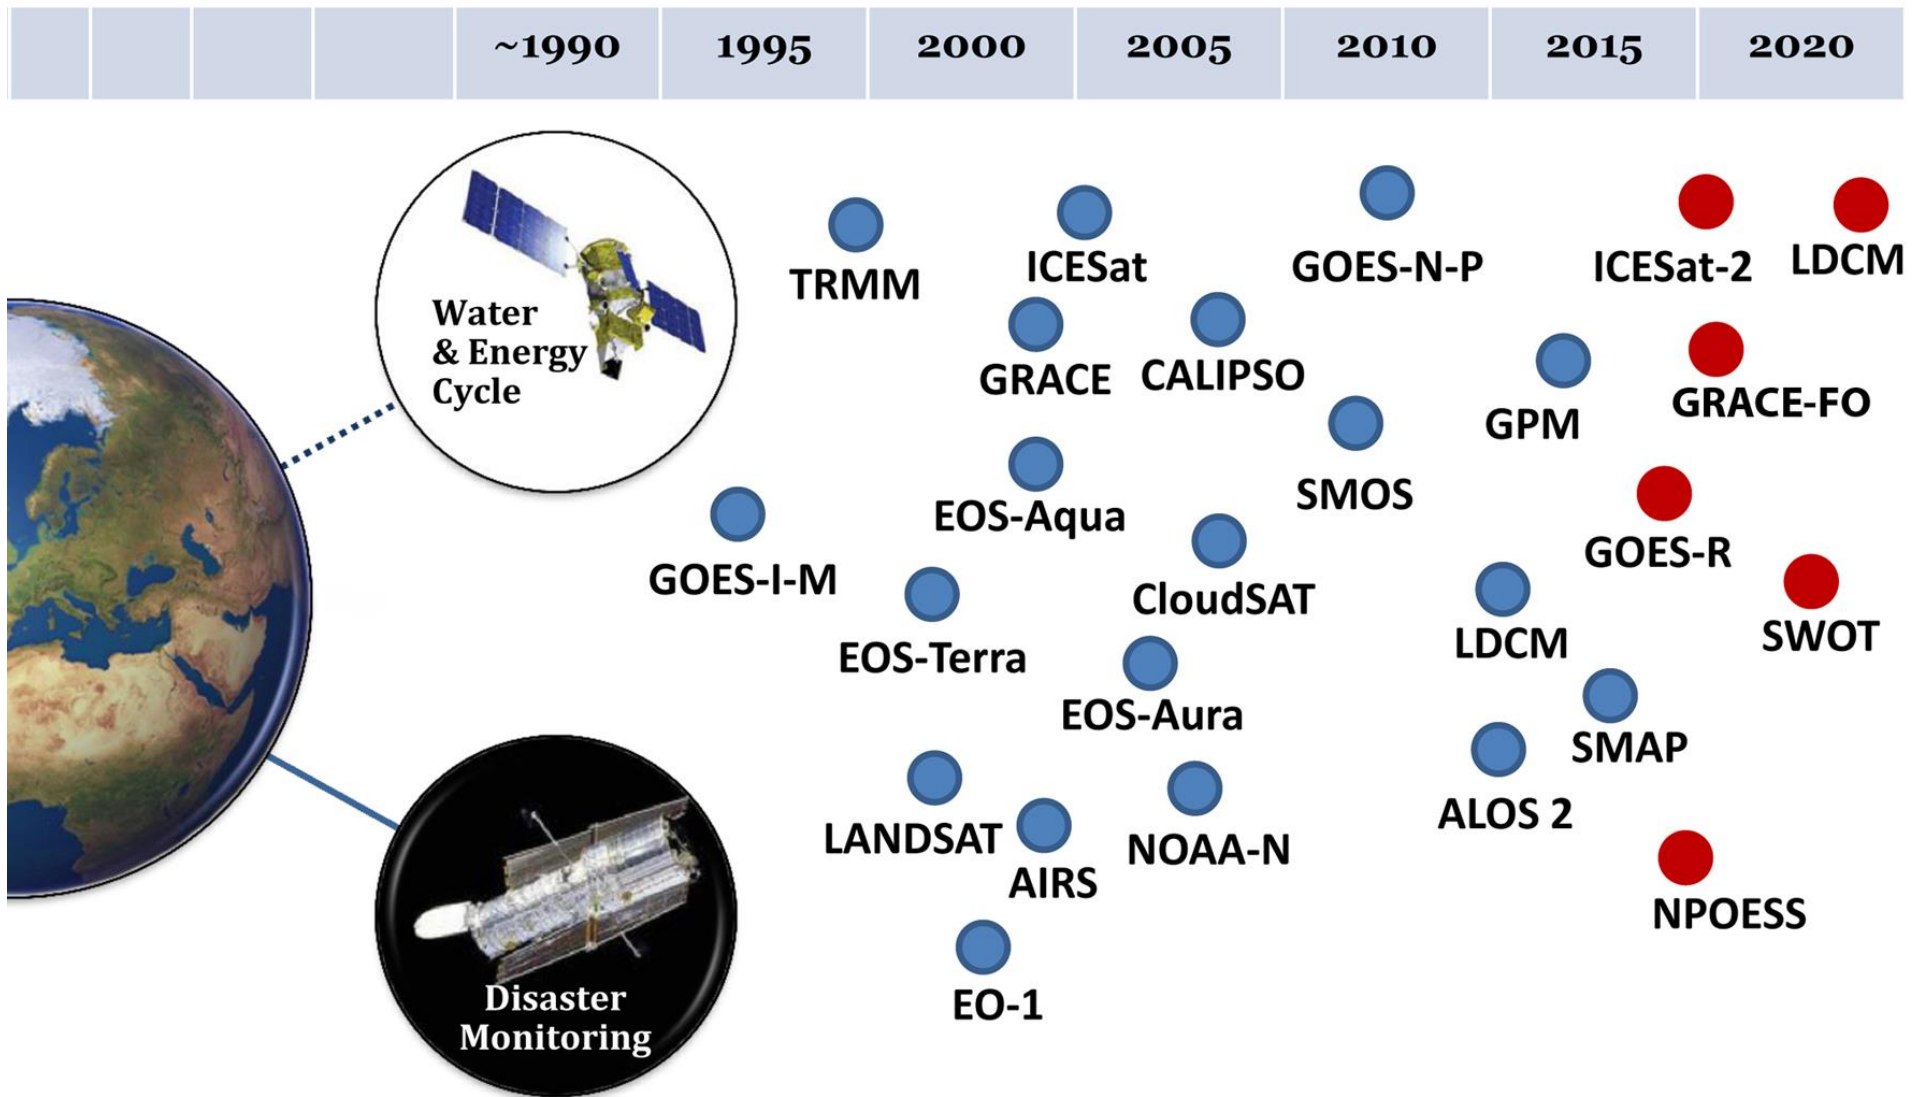 ~1990 1995 2000 2005 2010 2015 2020
Water
& Energy
Cycle
TRMM
ICESat
GOES-N-P
ICESat-2
LDCM
GRACE
CALIPSO
GPM
GRACE-FO
EOS-Aqua
SMOS
GOES-R
GOES-I-M
CloudSAT
LDCM
SWOT
EOS-Terra
EOS-Aura
SMAP
LANDSAT
AIRS
NOAA-N
ALOS 2
NPOESS
EO-1
Disaster
Monitoring